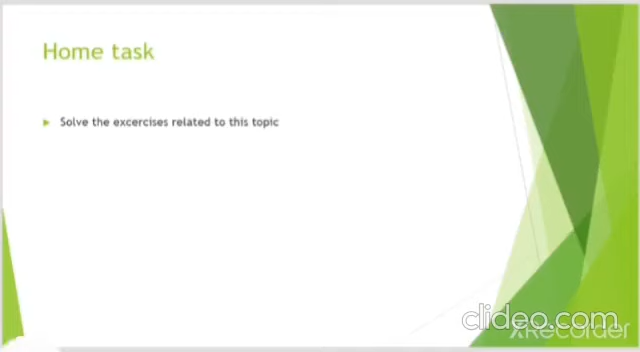 Home task
Solve the excercises related to this topic
clideo.com
XRecorder